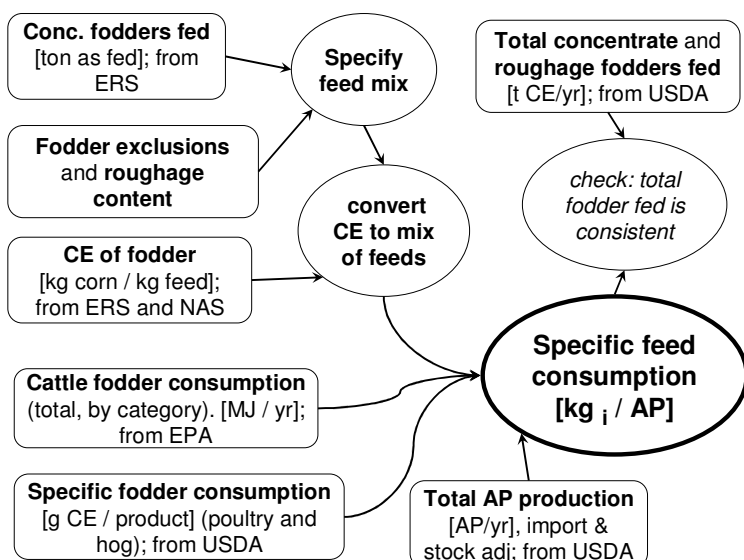 Conc. fodders fed
[ton as fed]; from
ERS
Specify
feed mix
Total concentrate and
roughage fodders fed
[t CE/yr]; from USDA
Fodder exclusions
and roughage
content
convert
CE to mix
of feeds
check: total
fodder fed is
consistent
CE of fodder
[kg corn / kg feed];
from ERS and NAS
Specific feed
consumption
[kg i / AP]
Cattle fodder consumption
(total, by category). [MJ / yr];
from EPA
Specific fodder consumption
[g CE / product] (poultry and
hog); from USDA
Total AP production
[AP/yr], import &
stock adj; from USDA